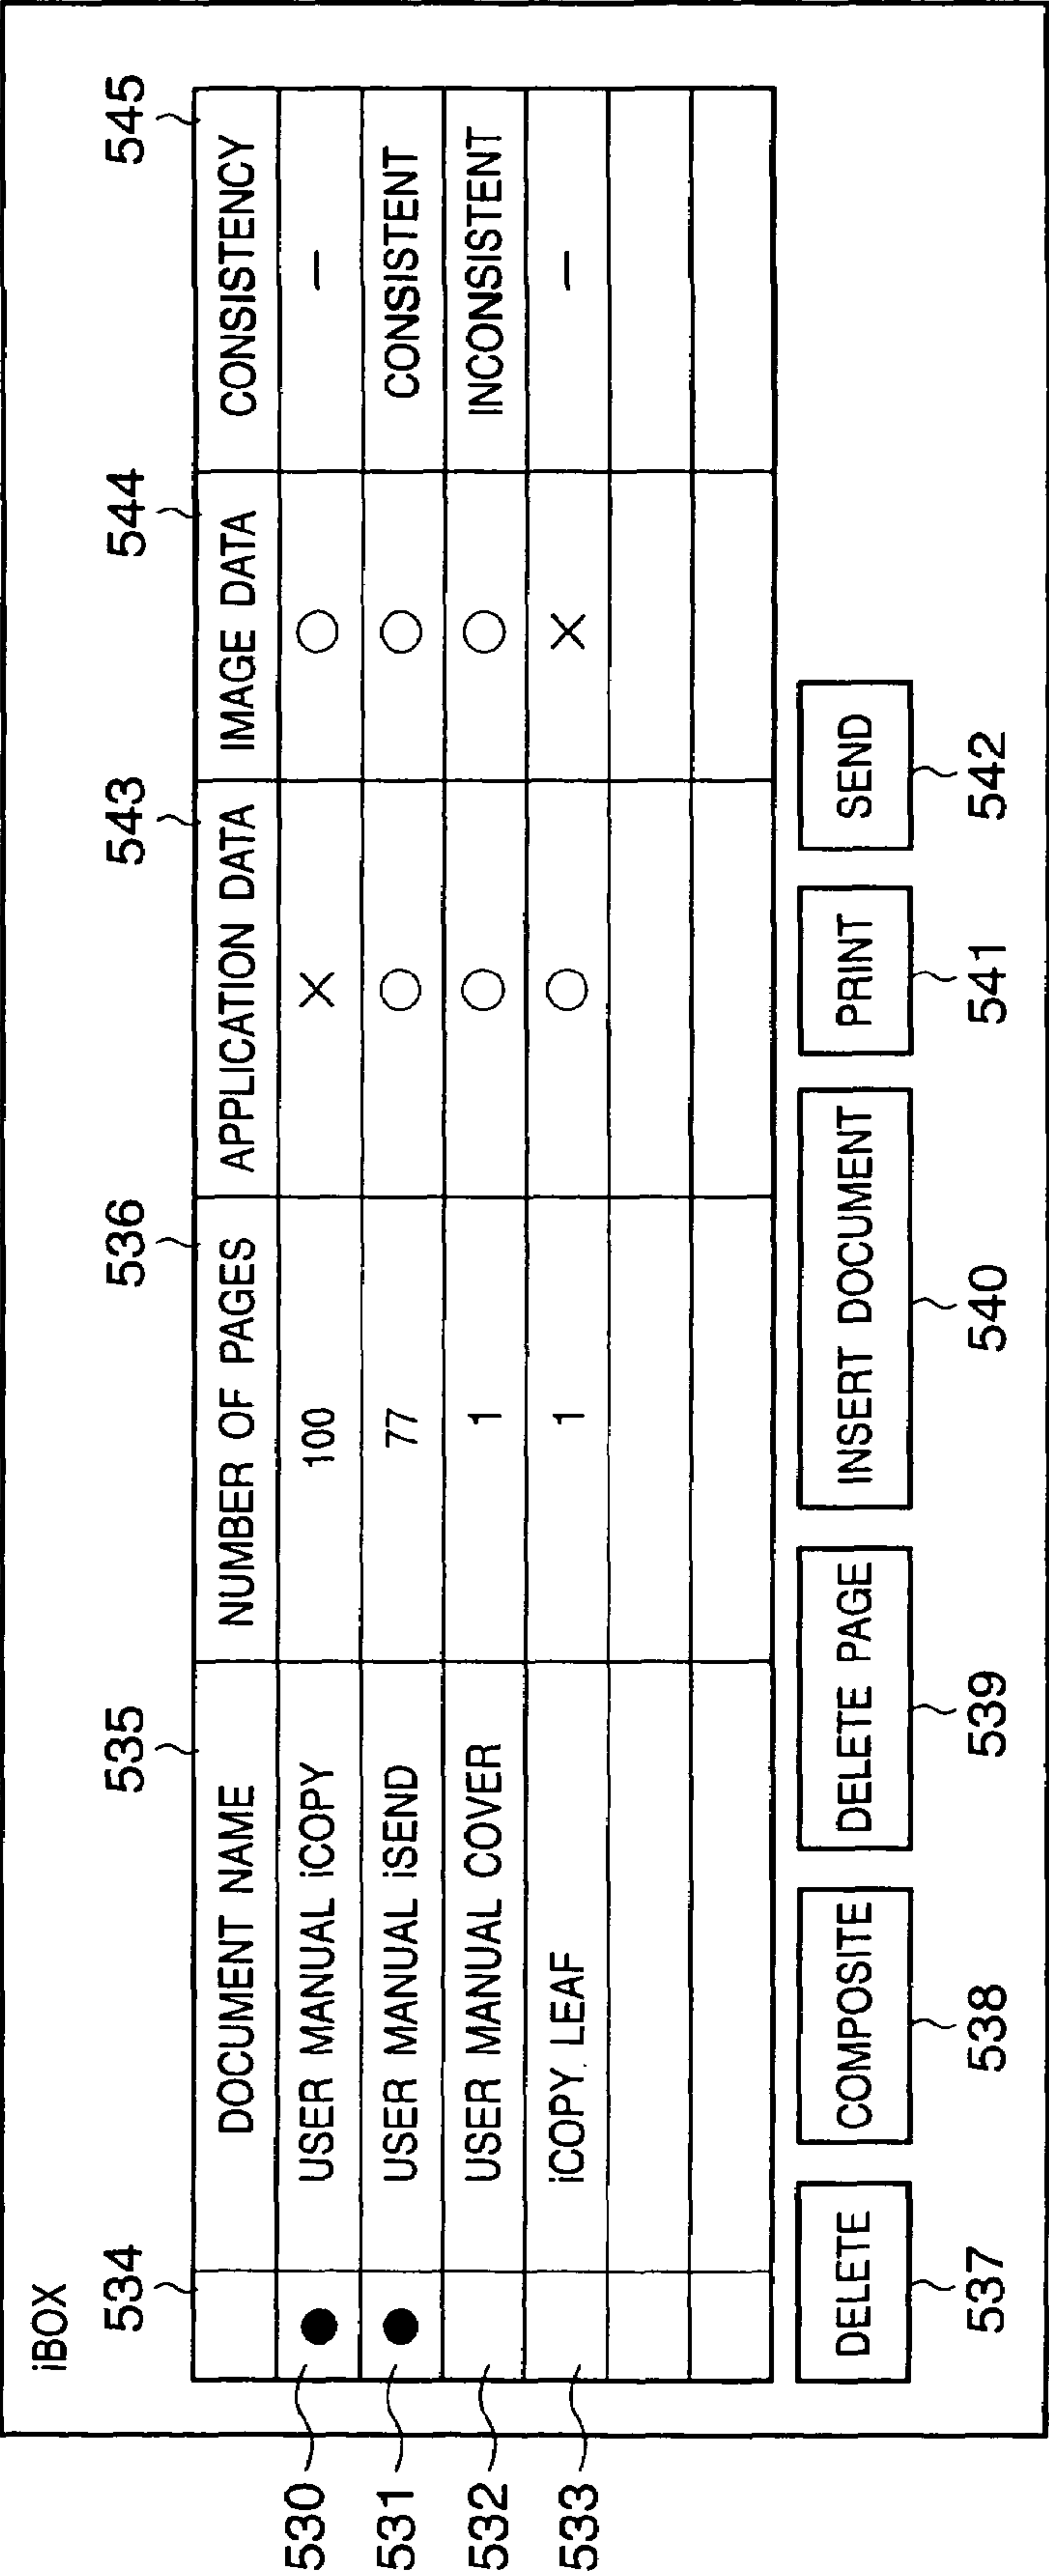 iBOX
534 535 536 543 544 545
DOCUMENT NAME NUMBER OF PAGES APPLICATION DATA IMAGE DATA CONSISTENCY
530 ● USER MANUAL iCOPY 100 × ○ —
531 ● USER MANUAL iSEND 77 ○ ○ CONSISTENT
532 USER MANUAL COVER 1 ○ ○ INCONSISTENT
533 iCOPY. LEAF 1 ○ × —
DELETE COMPOSITE DELETE PAGE INSERT DOCUMENT PRINT SEND
537 538 539 540 541 542